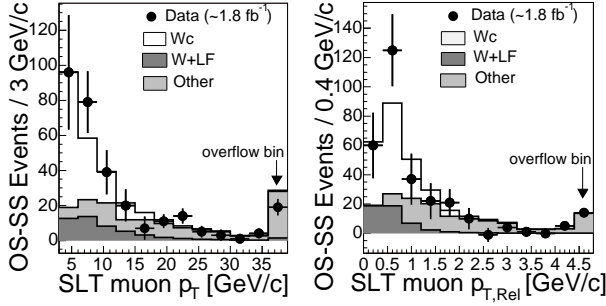 OS-SS Events / 3 GeV/c
120
100
80
60
40
20
0
Data (~1.8 fb⁻¹)
Wc
W+LF
Other
overflow bin
5 10 15 20 25 30 35
SLT muon p_T [GeV/c]
OS-SS Events / 0.4 GeV/c
140
120
100
80
60
40
20
0
Data (~1.8 fb⁻¹)
Wc
W+LF
Other
overflow bin
0 0.5 1 1.5 2 2.5 3 3.5 4 4.5
SLT muon p_T,Rel [GeV/c]